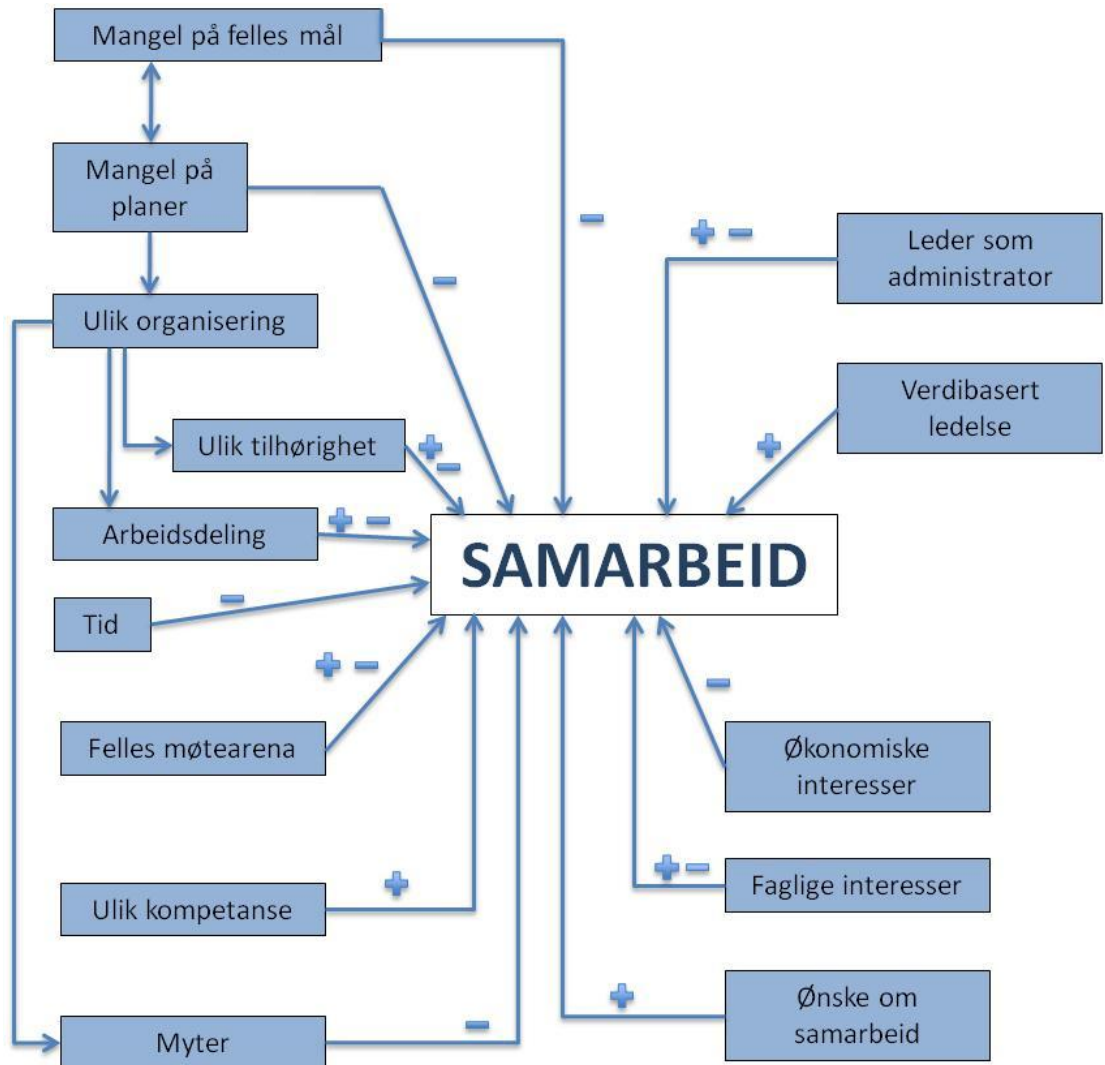 Mangel på felles mål
Mangel på
planer
Ulik organisering
Ulik tilhørighet
Arbeidsdeling
Tid
Felles møtearena
Ulik kompetanse
Myter
SAMARBEID
Leder som
administrator
Verdibasert
ledelse
Økonomiske
interesser
Faglige interesser
Ønske om
samarbeid